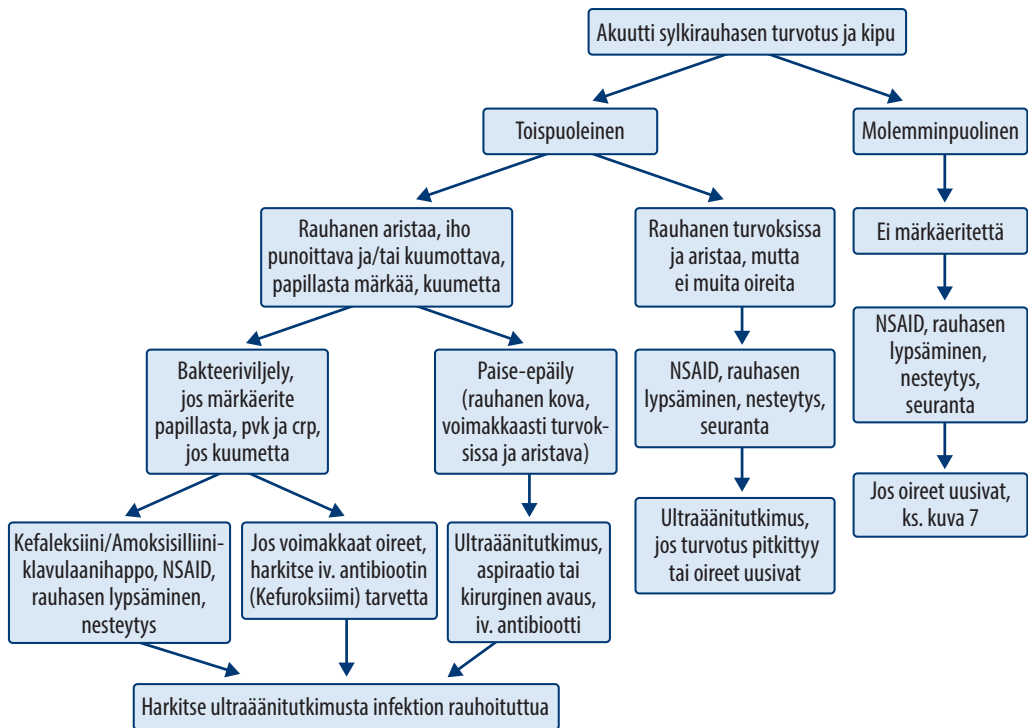 Akuutti sylkirauhasen turvotus ja kipu
Toispuoleinen
Molemminpuolinen
Rauhanen aristaa, iho
punoittava ja/tai kuumottava,
papillasta märkää, kuumetta
Rauhanen turvoksissa
ja aristaa, mutta
ei muita oireita
Ei märkäeritettä
Bakteeriviljely,
jos märkäerite
papillasta, pvk ja crp,
jos kuumetta
Paise-epäily
(rauhanen kova,
voimakkaasti turvok-
sissa ja aristava)
NSAID, rauhasen
lypsäminen, nesteytys,
seuranta
NSAID, rauhasen
lypsäminen,
nesteytys,
seuranta
Kefaleksiini/Amoksisilliini-
klavulaanihappo, NSAID,
rauhasen lypsäminen,
nesteytys
Jos voimakkaat oireet,
harkitse iv. antibiootin
(Kefuroksiimi) tarvetta
Ultraäänitutkimus,
aspiraatio tai
kirurginen avaus,
iv. antibiootti
Ultraäänitutkimus,
jos turvotus pitkittyy
tai oireet uusivat
Jos oireet uusivat,
ks. kuva 7
Harkitse ultraäänitutkimusta infektion rauhoituttua